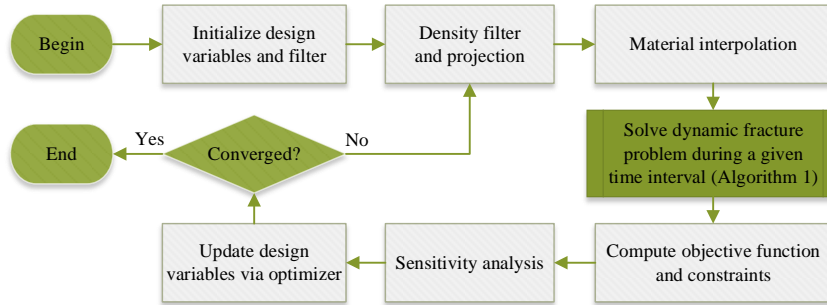 Begin
Initialize design
variables and filter
Density filter
and projection
Material interpolation
Solve dynamic fracture
problem during a given
time interval (Algorithm 1)
Compute objective function
and constraints
Sensitivity analysis
Update design
variables via optimizer
Converged?
No
Yes
End